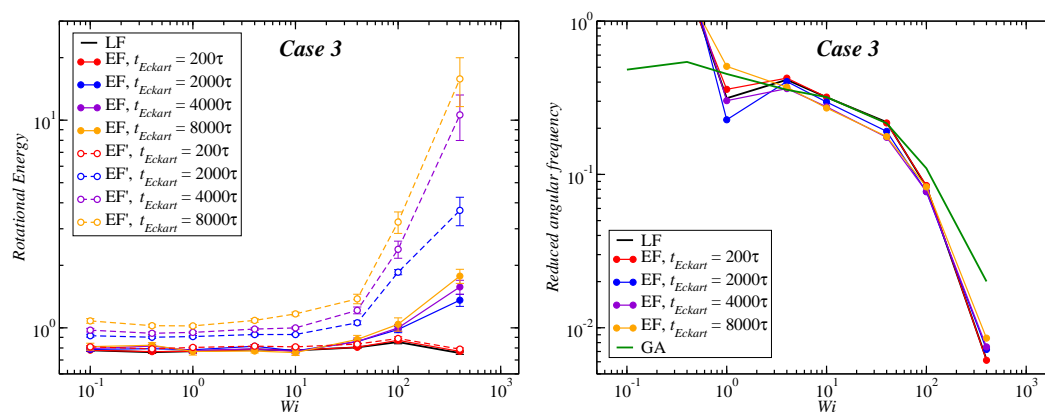 Case 3
LF
EF, t_Eckart = 200τ
EF, t_Eckart = 2000τ
EF, t_Eckart = 4000τ
EF, t_Eckart = 8000τ
EF', t_Eckart = 200τ
EF', t_Eckart = 2000τ
EF', t_Eckart = 4000τ
EF', t_Eckart = 8000τ
Rotational Energy
10^1
10^0
10^-1
10^0
10^1
10^2
10^3
Wi
Case 3
Reduced angular frequency
10^0
10^-1
10^-2
LF
EF, t_Eckart = 200τ
EF, t_Eckart = 2000τ
EF, t_Eckart = 4000τ
EF, t_Eckart = 8000τ
GA
10^-1
10^0
10^1
10^2
10^3
Wi